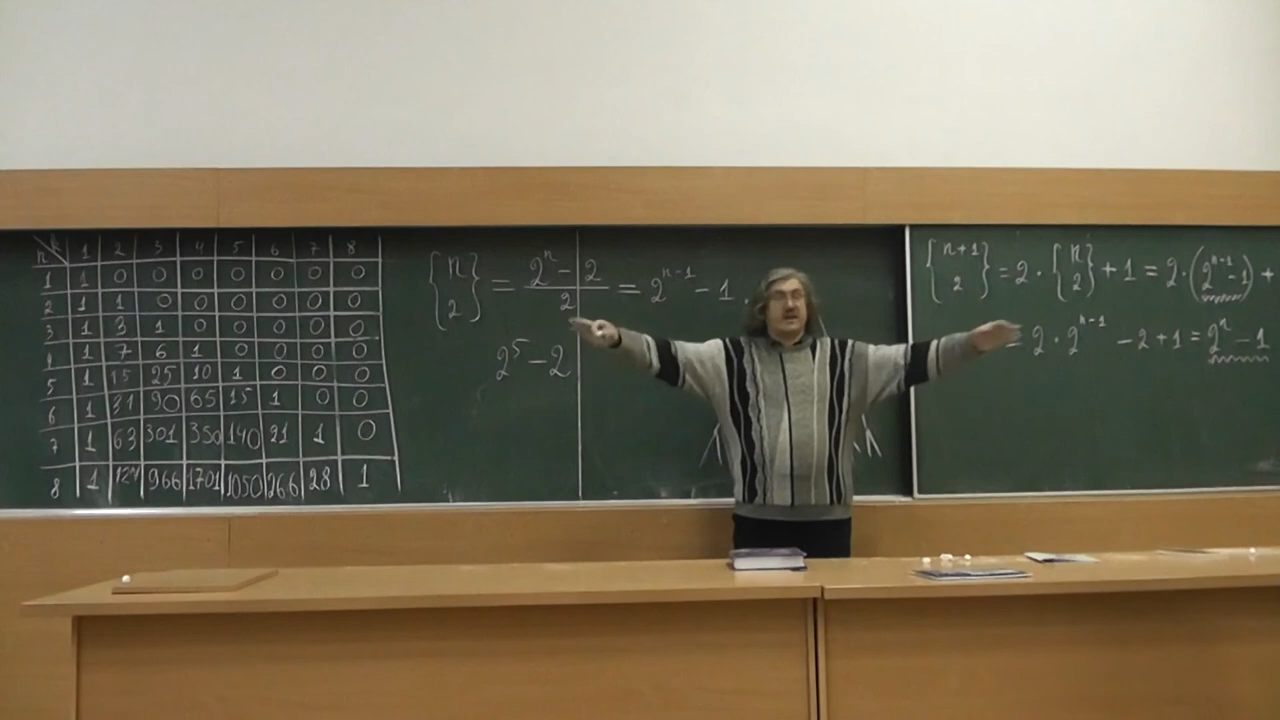 n k 1 2 3 4 5 6 7 8
1 1 0 0 0 0 0 0 0
2 1 1 0 0 0 0 0 0
3 1 3 1 0 0 0 0 0
4 1 7 6 1 0 0 0 0
5 1 15 25 10 1 0 0 0
6 1 31 90 65 15 1 0 0
7 1 63 301 350 140 21 1 0
8 1 127 966 1701 1050 266 28 1
{n 2} = (2^n - 2)/2 = 2^{n-1} - 1.
2^5 - 2
{n+1 2} = 2 · {n 2} + 1 = 2 · (2^{n-1} - 1) +
= 2 · 2^{n-1} - 2 + 1 = 2^n - 1